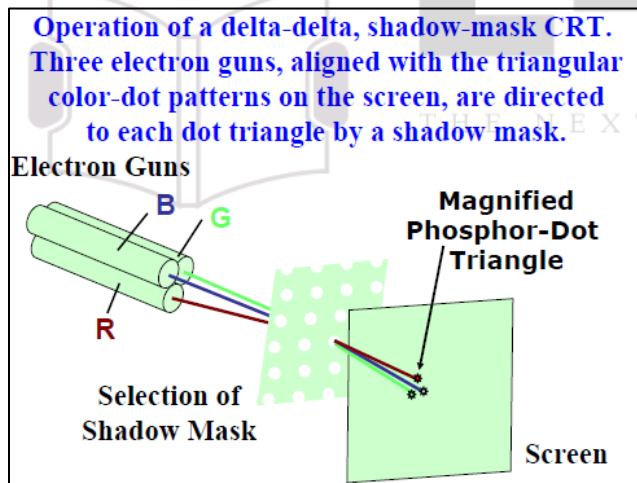 Operation of a delta-delta, shadow-mask CRT.
Three electron guns, aligned with the triangular
color-dot patterns on the screen, are directed
to each dot triangle by a shadow mask.
THE NEXT
Electron Guns
B
G
Magnified
Phosphor-Dot
Triangle
R
Selection of
Shadow Mask
Screen